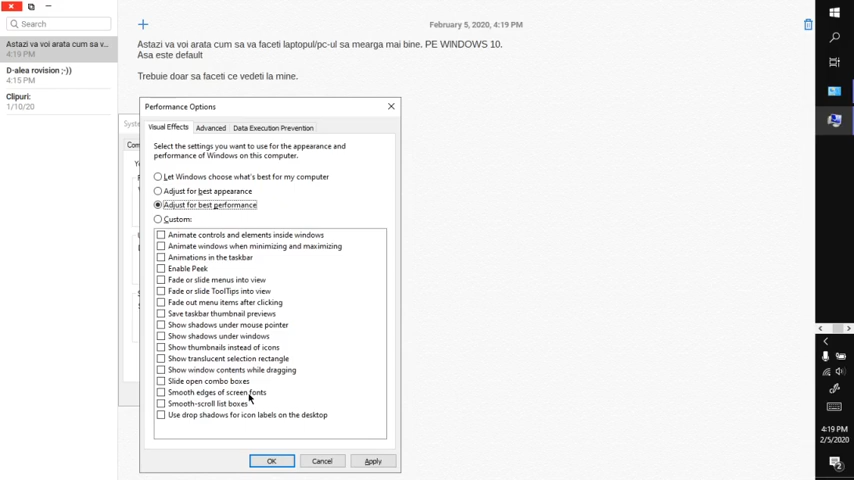 Search
February 5, 2020, 4:19 PM
Astazi va voi arata cum sa v...
4:19 PM
D-alea rovision ;-))
4:15 PM
Clipuri:
1/10/20
Astazi va voi arata cum sa va faceti laptopul/pc-ul sa mearga mai bine. PE WINDOWS 10.
Asa este default
Trebuie doar sa faceti ce vedeti la mine.
Syst
Com
Performance Options
Visual Effects Advanced Data Execution Prevention
Select the settings you want to use for the appearance and
performance of Windows on this computer.
Let Windows choose what's best for my computer
Adjust for best appearance
Adjust for best performance
Custom:
Animate controls and elements inside windows
Animate windows when minimizing and maximizing
Animations in the taskbar
Enable Peek
Fade or slide menus into view
Fade or slide ToolTips into view
Fade out menu items after clicking
Save taskbar thumbnail previews
Show shadows under mouse pointer
Show shadows under windows
Show thumbnails instead of icons
Show translucent selection rectangle
Show window contents while dragging
Slide open combo boxes
Smooth edges of screen fonts
Smooth-scroll list boxes
Use drop shadows for icon labels on the desktop
OK Cancel Apply
4:19 PM
2/5/2020
2